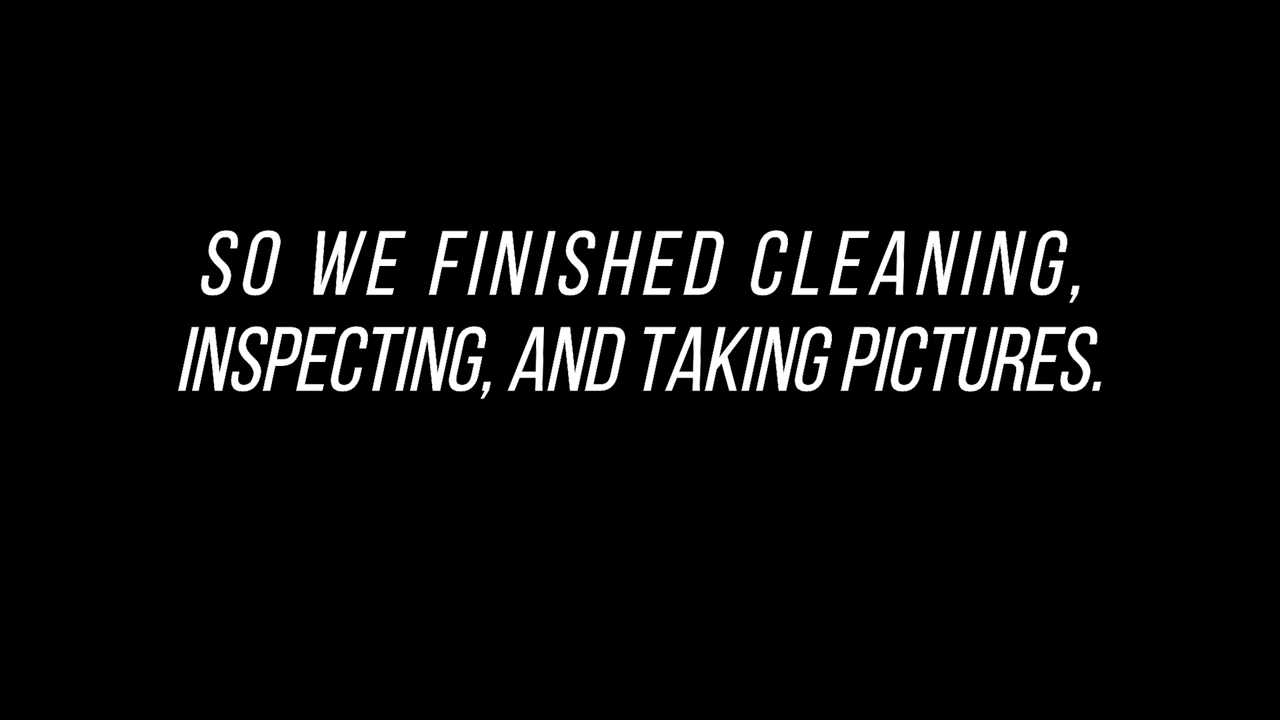 SO WE FINISHED CLEANING,
INSPECTING, AND TAKING PICTURES.